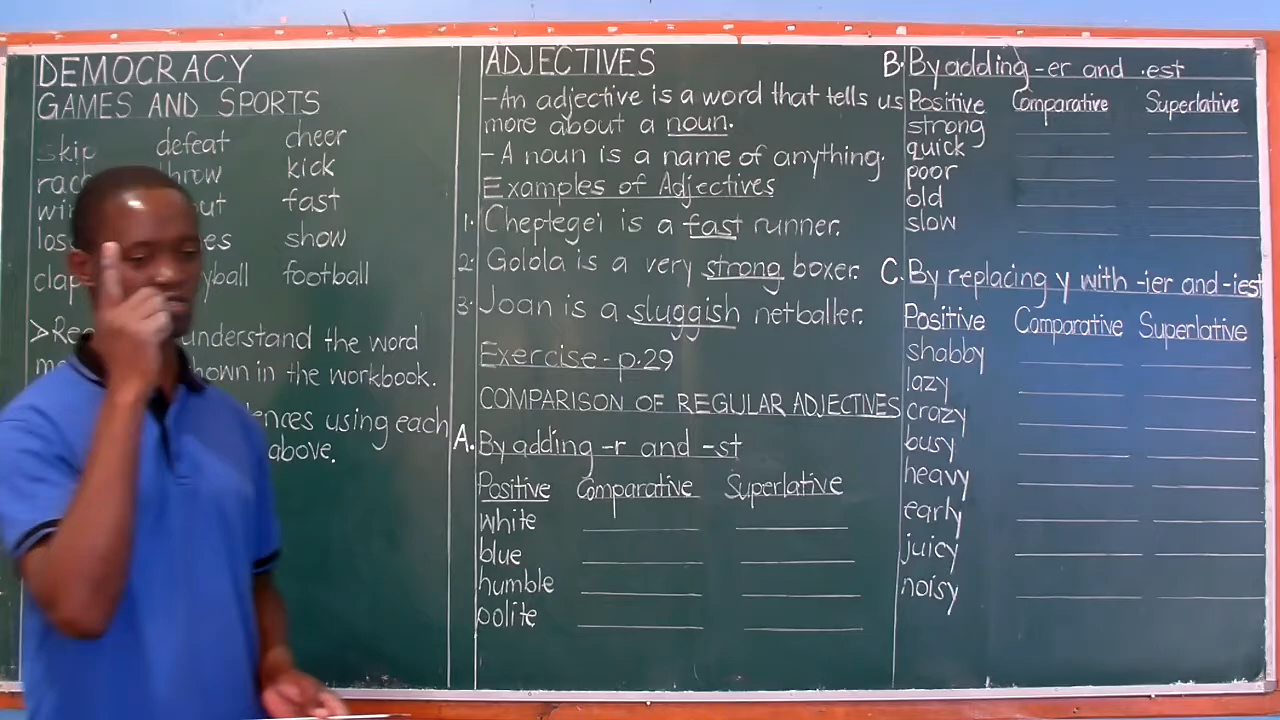 DEMOCRACY
GAMES AND SPORTS
skip defeat cheer
kick
fast
show
football
understand the word
in the workbook.
using each
above.
ADJECTIVES
-An adjective is a word that tells us
more about a noun.
- A noun is a name of anything.
Examples of Adjectives
1. Cheptegei is a fast runner.
2. Golola is a very strong boxer.
3. Joan is a sluggish netballer.
Exercise - p.29
COMPARISON OF REGULAR ADJECTIVES
A. By adding -r and -st
Positive Comparative Superlative
white
blue
humble
polite
B. By adding -er and -est
Positive Comparative Superlative
strong
quick
poor
old
slow
C. By replacing y with -ier and -iest
Positive Comparative Superlative
shabby
lazy
crazy
busy
heavy
early
juicy
noisy